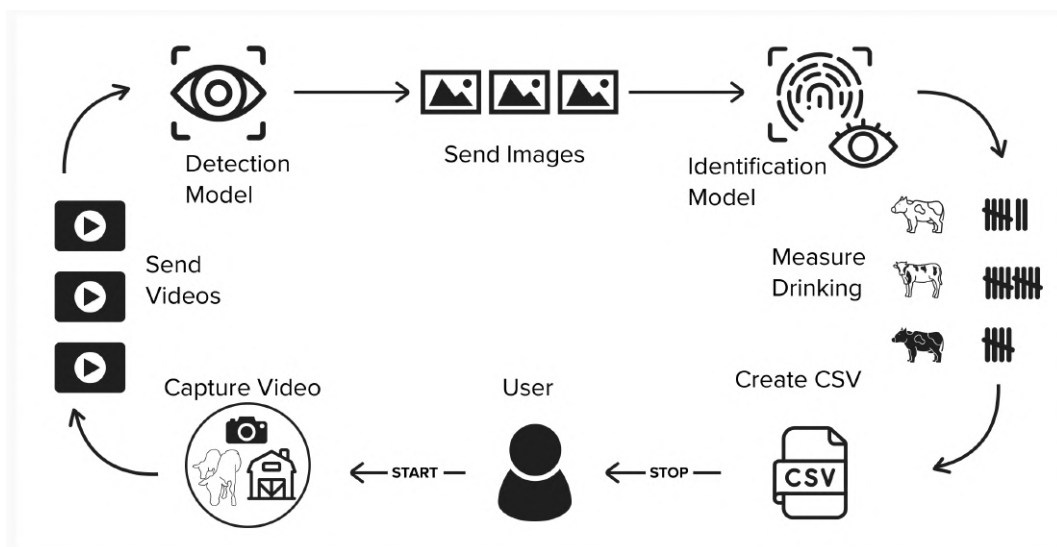 Detection
Model
Send Images
Identification
Model
Send
Videos
Measure
Drinking
Capture Video
User
Create CSV
START
STOP
CSV